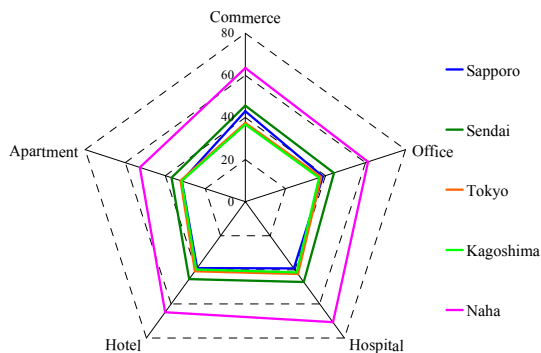 Commerce
80
60
40
20
0
Apartment
Office
Hotel
Hospital
Sapporo
Sendai
Tokyo
Kagoshima
Naha